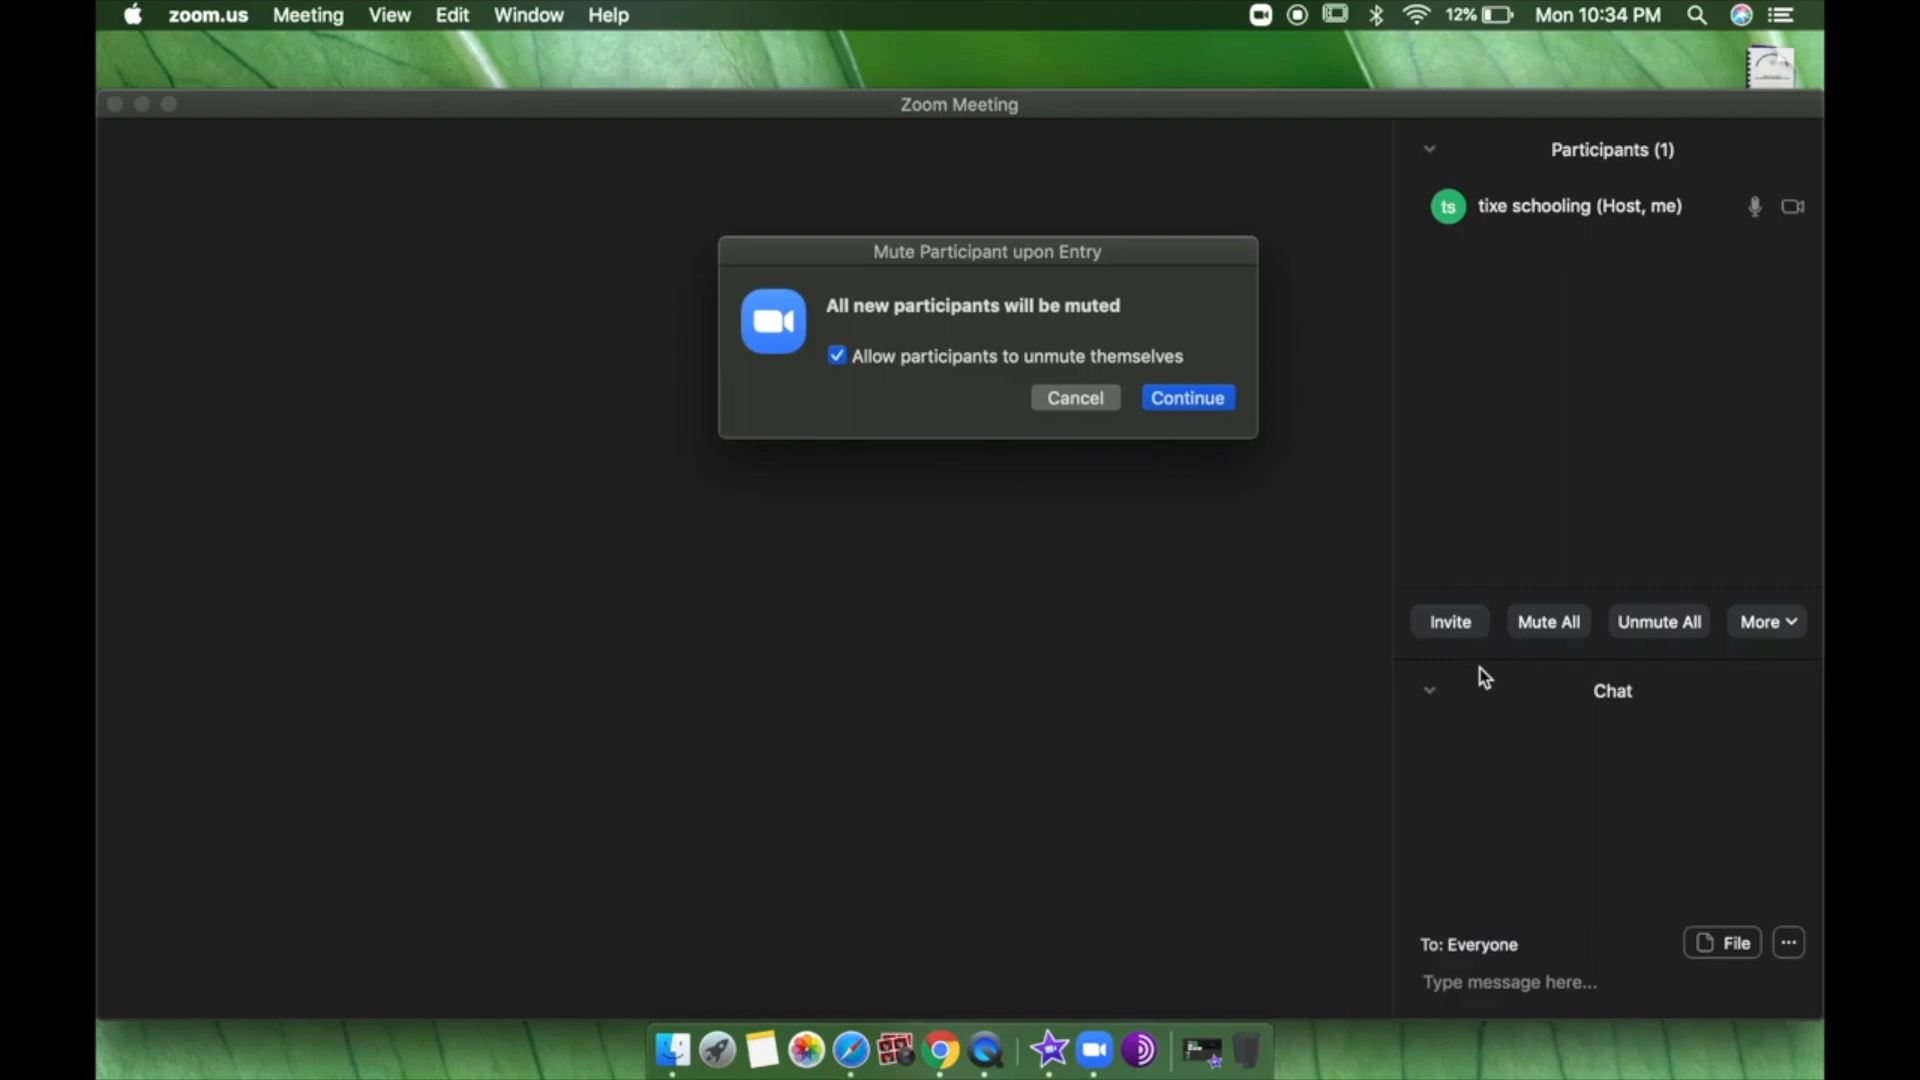 zoom.us Meeting View Edit Window Help 12% Mon 10:34 PM
Zoom Meeting
Participants (1)
ts tixe schooling (Host, me)
Mute Participant upon Entry
All new participants will be muted
Allow participants to unmute themselves
Cancel Continue
Invite Mute All Unmute All More
Chat
To: Everyone File
Type message here...